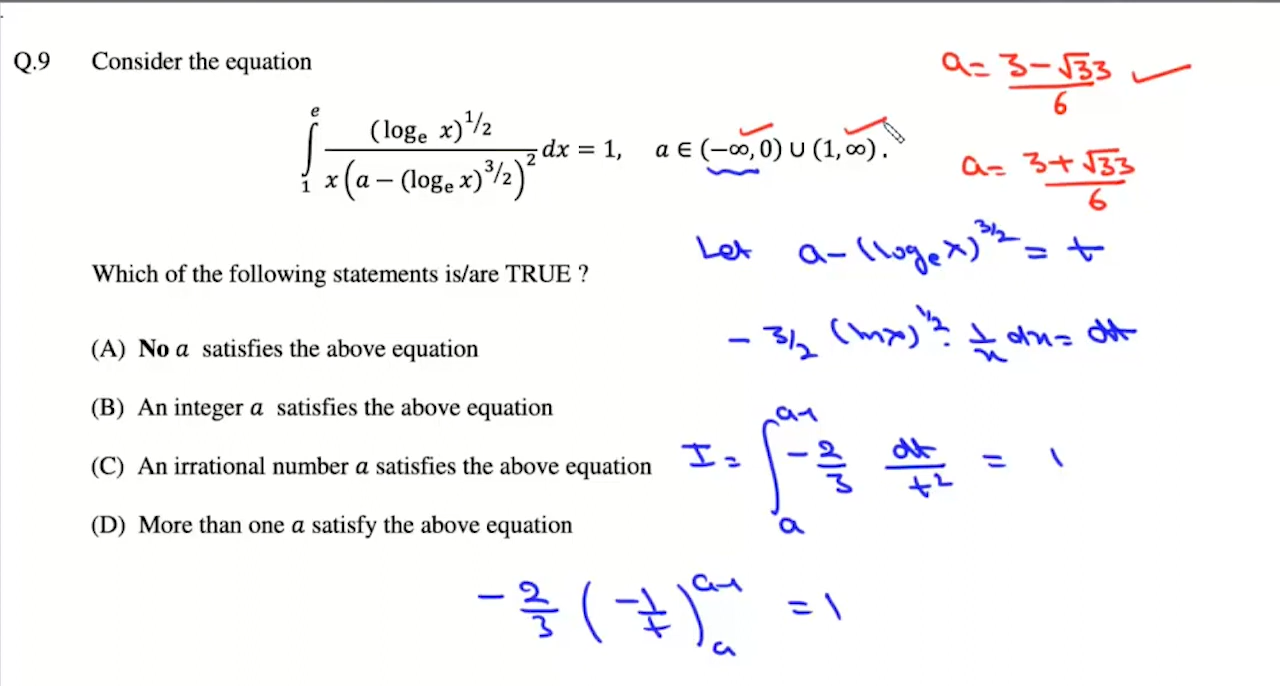 Q.9 Consider the equation
∫₁ᵉ (logₑ x)^{1/2} / (x(a − (logₑ x)^{3/2})²) dx = 1, a ∈ (−∞, 0) ∪ (1, ∞).
a = (3 − √33)/6 ✓
a = (3 + √33)/6
Let a − (logₑ x)^{3/2} = t
Which of the following statements is/are TRUE ?
− 3/2 (ln x)^{1/2} · 1/x dx = dt
(A) No a satisfies the above equation
(B) An integer a satisfies the above equation
(C) An irrational number a satisfies the above equation
I = ∫ₐ^{a−1} − 2/3 dt/t² = 1
(D) More than one a satisfy the above equation
− 2/3 (− 1/t)ₐ^{a−1} = 1